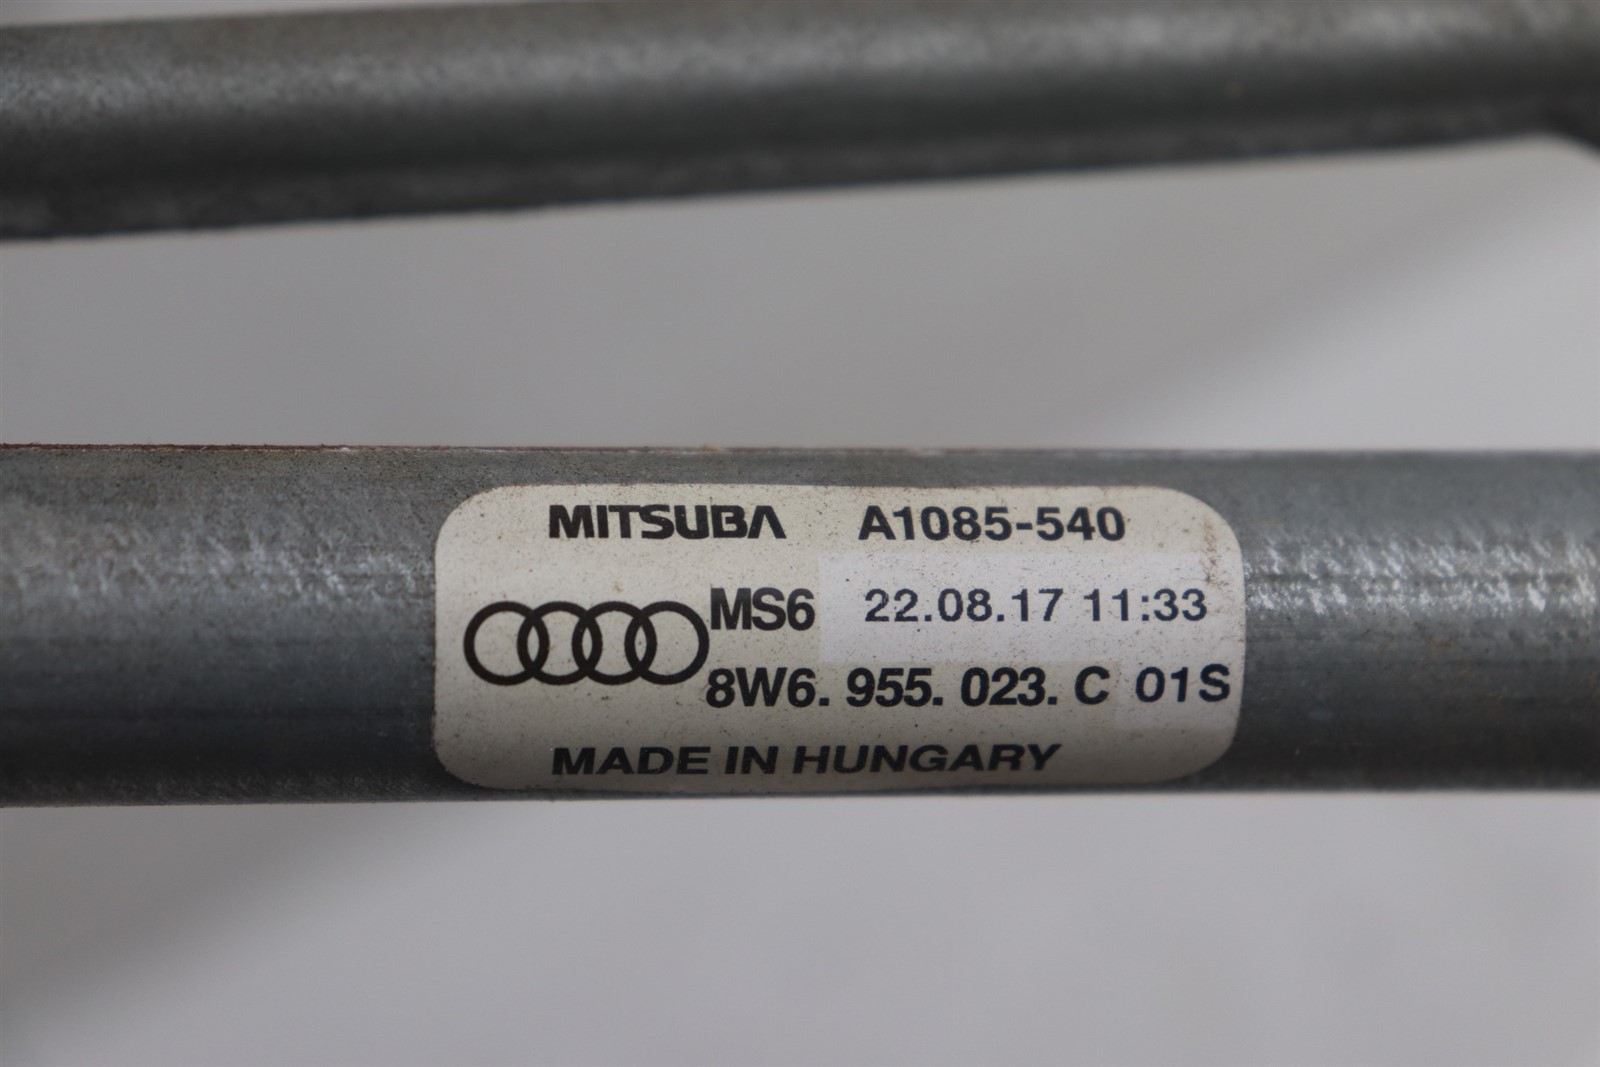 MITSUBA A1085-540
MS6 22.08.17 11:33
8W6. 955. 023. C 01S
MADE IN HUNGARY